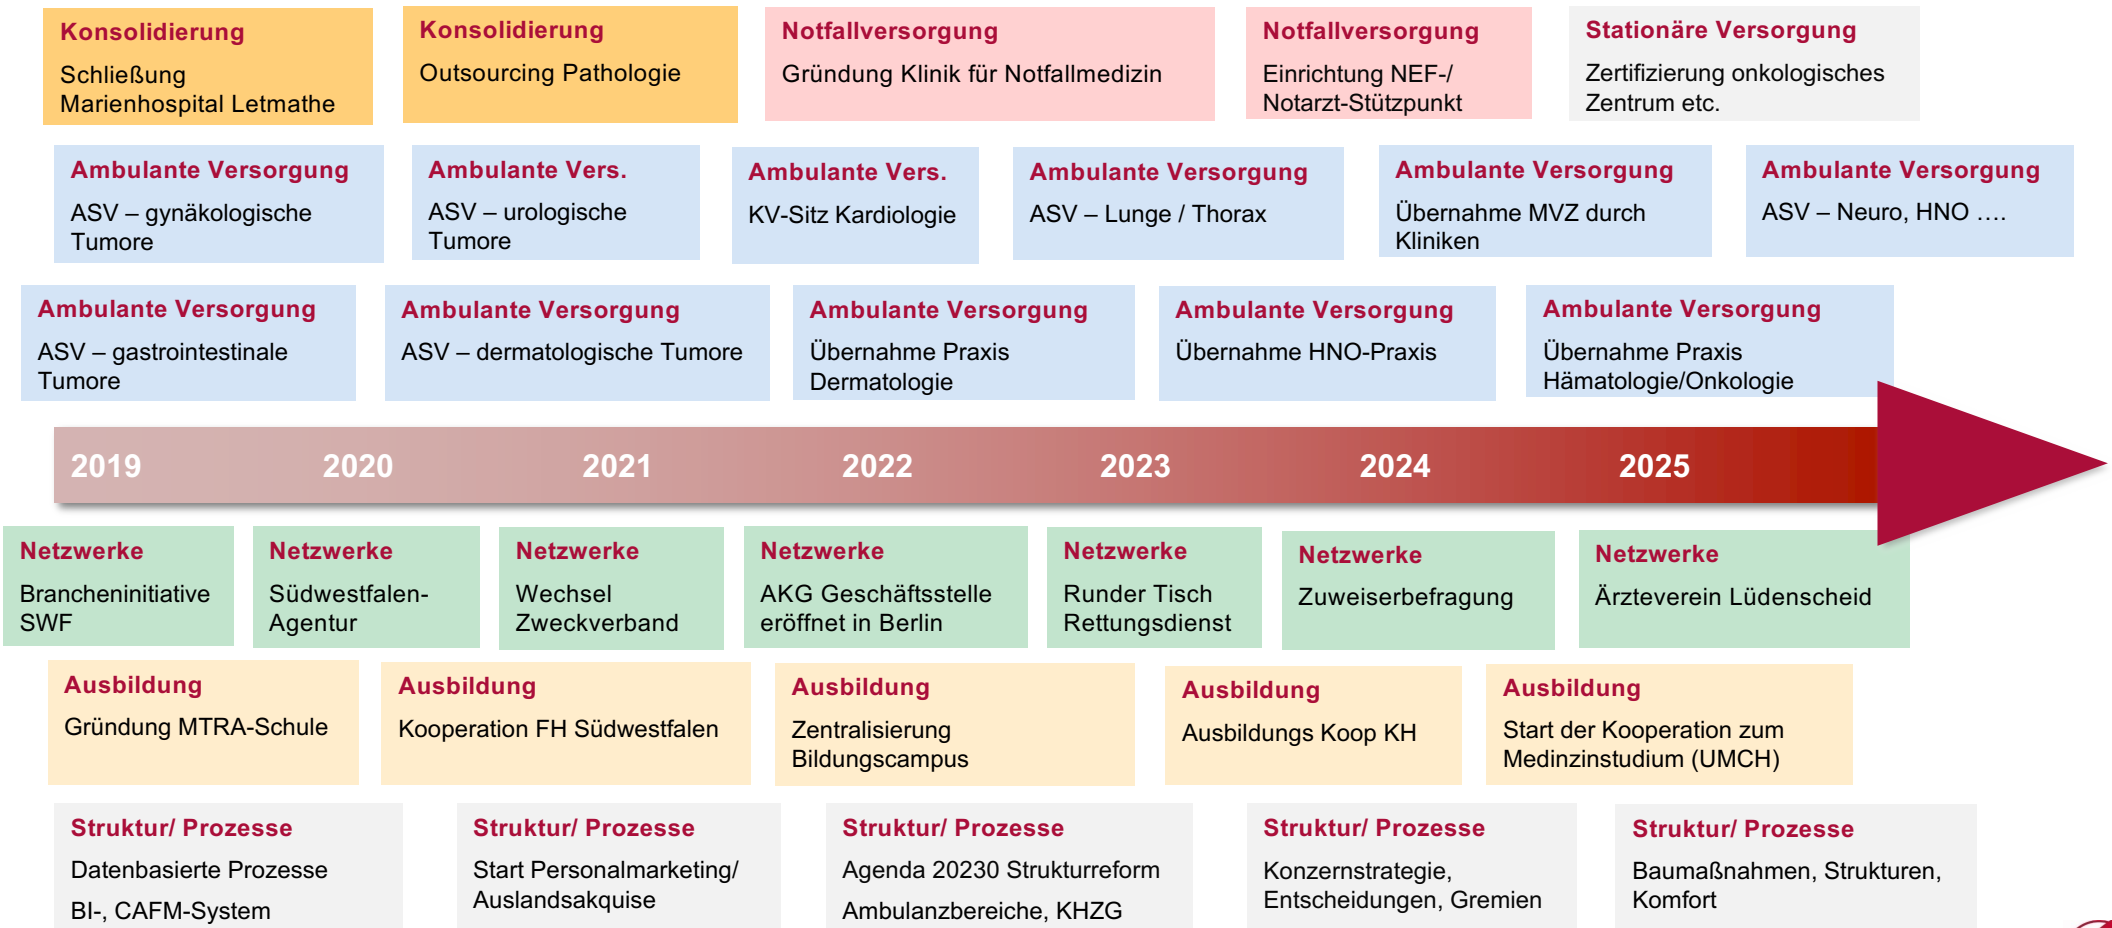 Konsolidierung
Schließung
Marienhospital Letmathe
Konsolidierung
Outsourcing Pathologie
Notfallversorgung
Gründung Klinik für Notfallmedizin
Notfallversorgung
Einrichtung NEF-/
Notarzt-Stützpunkt
Stationäre Versorgung
Zertifizierung onkologisches
Zentrum etc.
Ambulante Versorgung
ASV – gynäkologische
Tumore
Ambulante Vers.
ASV – urologische
Tumore
Ambulante Vers.
KV-Sitz Kardiologie
Ambulante Versorgung
ASV – Lunge / Thorax
Ambulante Versorgung
Übernahme MVZ durch
Kliniken
Ambulante Versorgung
ASV – Neuro, HNO ….
Ambulante Versorgung
ASV – gastrointestinale
Tumore
Ambulante Versorgung
ASV – dermatologische Tumore
Ambulante Versorgung
Übernahme Praxis
Dermatologie
Ambulante Versorgung
Übernahme HNO-Praxis
Ambulante Versorgung
Übernahme Praxis
Hämatologie/Onkologie
2019
2020
2021
2022
2023
2024
2025
Netzwerke
Brancheninitiative
SWF
Netzwerke
Südwestfalen-
Agentur
Netzwerke
Wechsel
Zweckverband
Netzwerke
AKG Geschäftsstelle
eröffnet in Berlin
Netzwerke
Runder Tisch
Rettungsdienst
Netzwerke
Zuweiserbefragung
Netzwerke
Ärzteverein Lüdenscheid
Ausbildung
Gründung MTRA-Schule
Ausbildung
Kooperation FH Südwestfalen
Ausbildung
Zentralisierung
Bildungscampus
Ausbildung
Ausbildungs Koop KH
Ausbildung
Start der Kooperation zum
Medinzinstudium (UMCH)
Struktur/ Prozesse
Datenbasierte Prozesse
BI-, CAFM-System
Struktur/ Prozesse
Start Personalmarketing/
Auslandsakquise
Struktur/ Prozesse
Agenda 20230 Strukturreform
Ambulanzbereiche, KHZG
Struktur/ Prozesse
Konzernstrategie,
Entscheidungen, Gremien
Struktur/ Prozesse
Baumaßnahmen, Strukturen,
Komfort